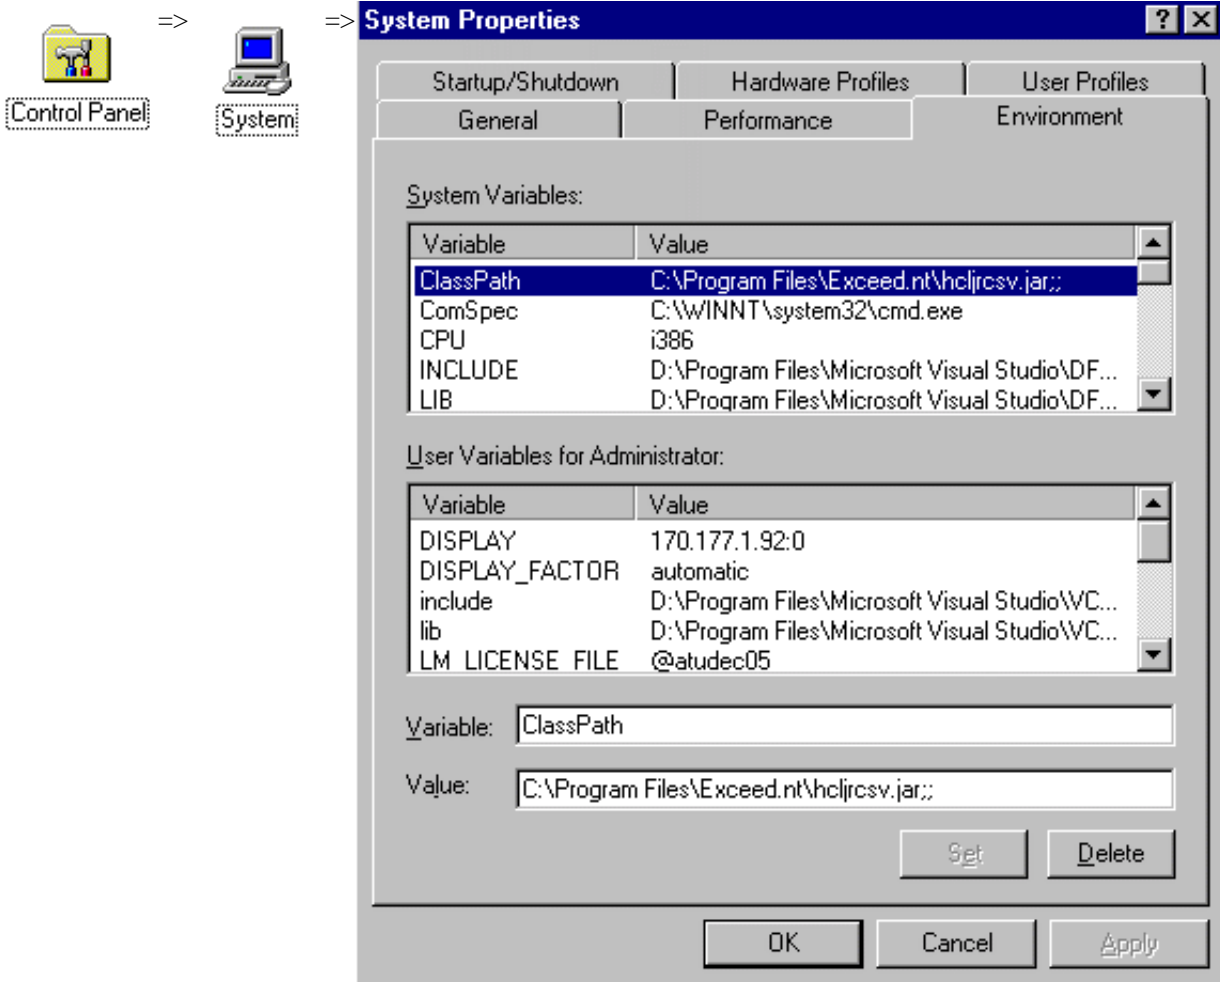 =>
=>
Control Panel
System
System Properties
Startup/Shutdown Hardware Profiles User Profiles
General Performance Environment
System Variables:
Variable Value
ClassPath C:\Program Files\Exceed.nt\hcljrcsv.jar;;
ComSpec C:\WINNT\system32\cmd.exe
CPU i386
INCLUDE D:\Program Files\Microsoft Visual Studio\DF...
LIB D:\Program Files\Microsoft Visual Studio\DF...
User Variables for Administrator:
Variable Value
DISPLAY 170.177.1.92:0
DISPLAY_FACTOR automatic
include D:\Program Files\Microsoft Visual Studio\VC...
lib D:\Program Files\Microsoft Visual Studio\VC...
LM_LICENSE_FILE @atudec05
Variable: ClassPath
Value: C:\Program Files\Exceed.nt\hcljrcsv.jar;;
Set Delete
OK Cancel Apply